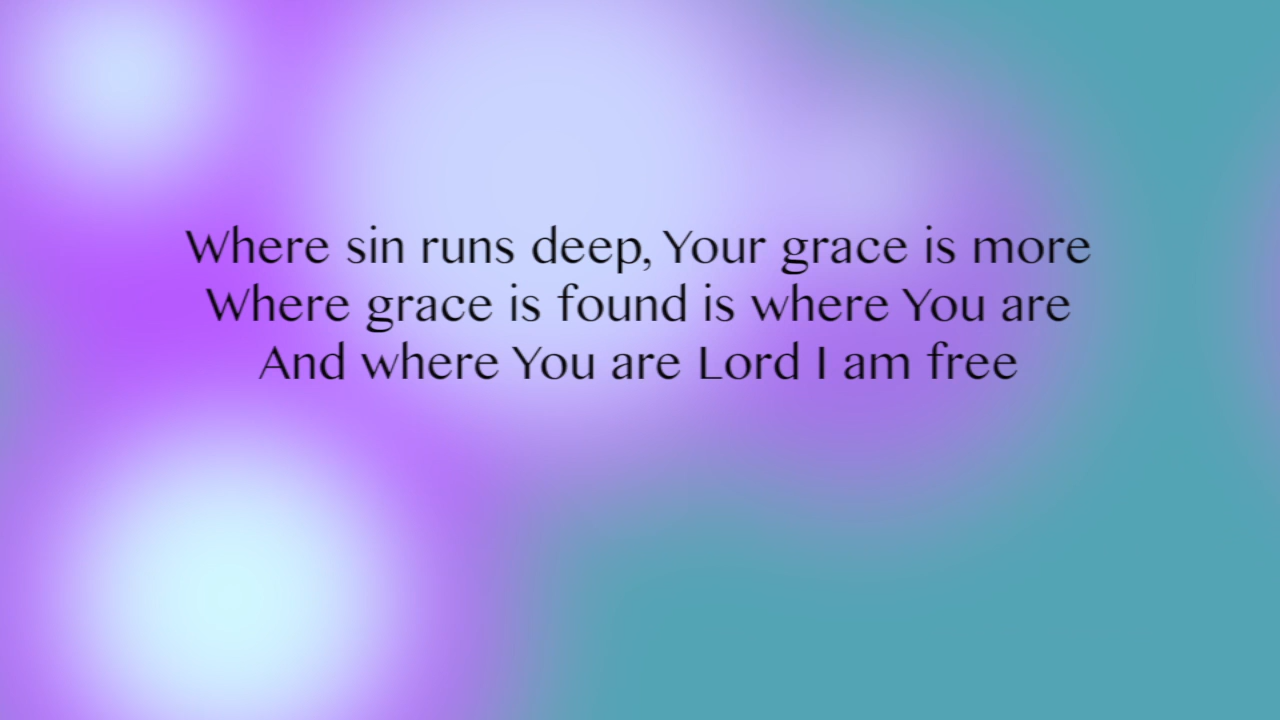 Where sin runs deep, Your grace is more
Where grace is found is where You are
And where You are Lord I am free